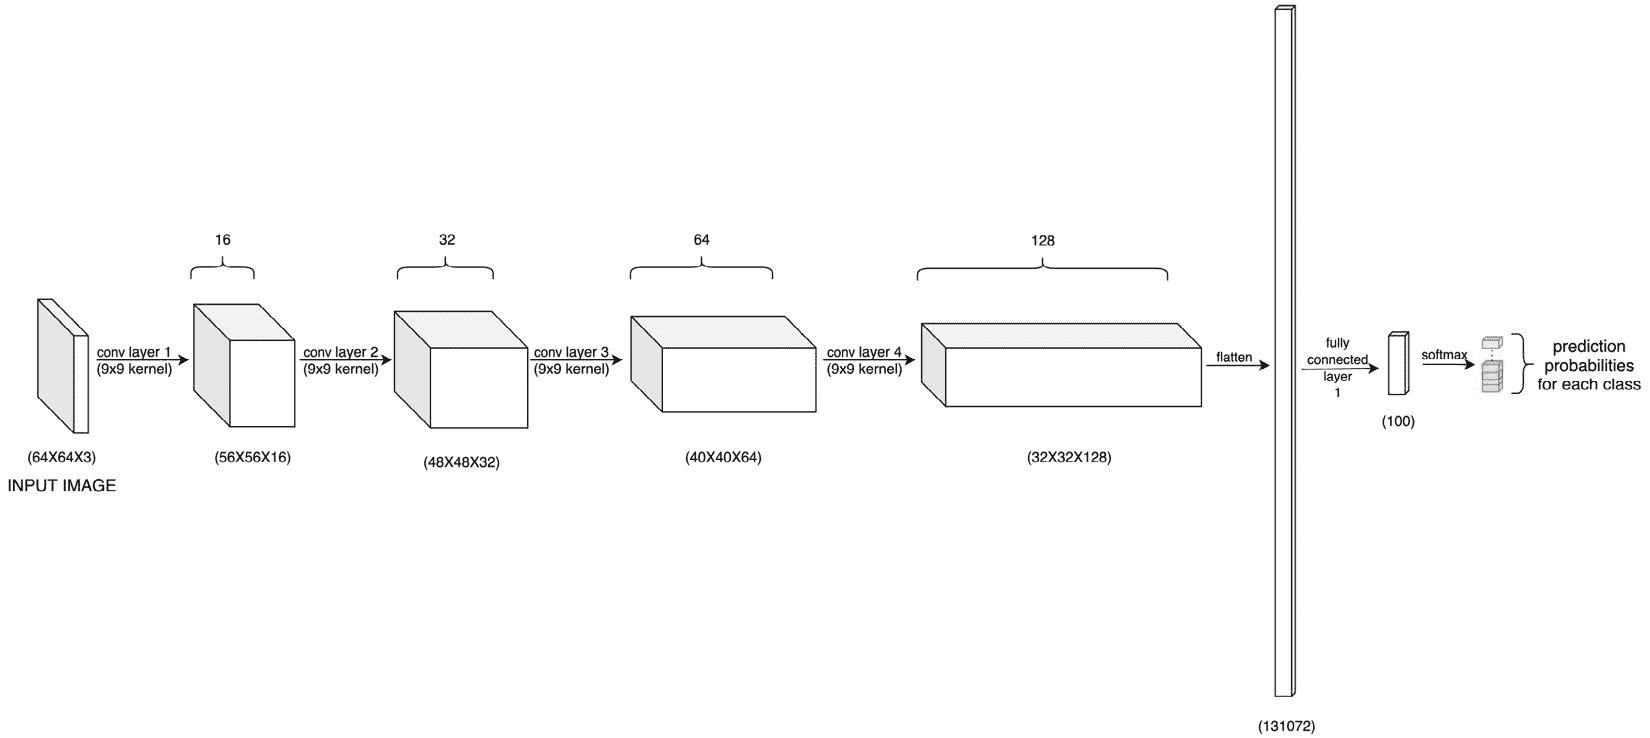 16
32
64
128
conv layer 1
(9x9 kernel)
conv layer 2
(9x9 kernel)
conv layer 3
(9x9 kernel)
conv layer 4
(9x9 kernel)
flatten
fully
connected
layer
1
softmax
prediction
probabilities
for each class
(64X64X3)
INPUT IMAGE
(56X56X16)
(48X48X32)
(40X40X64)
(32X32X128)
(100)
(131072)